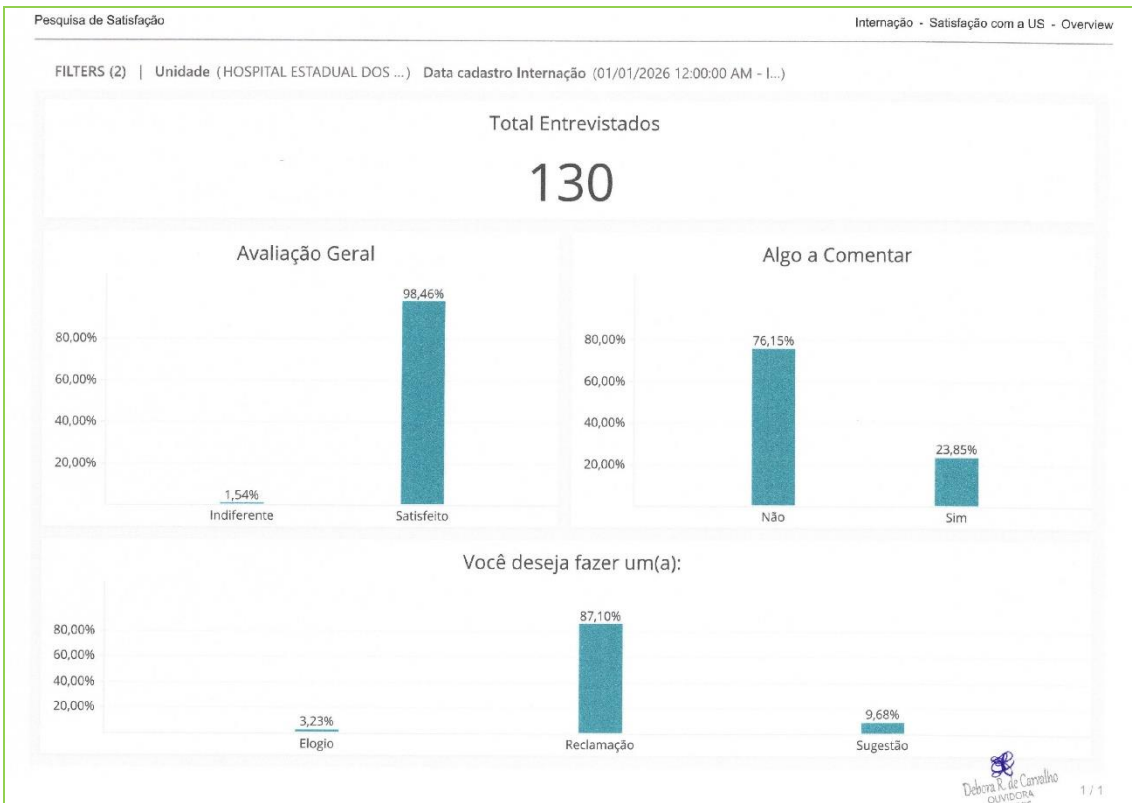 Pesquisa de Satisfação
Internação - Satisfação com a US - Overview
FILTERS (2) | Unidade (HOSPITAL ESTADUAL DOS ...) Data cadastro Internação (01/01/2026 12:00:00 AM - I...)
Total Entrevistados
130
Avaliação Geral
98,46%
80,00%
60,00%
40,00%
20,00%
1,54%
Indiferente
Satisfeito
Algo a Comentar
80,00%
76,15%
60,00%
40,00%
23,85%
20,00%
Não
Sim
Você deseja fazer um(a):
87,10%
80,00%
60,00%
40,00%
20,00%
3,23%
9,68%
Elogio
Reclamação
Sugestão
Debora R. de Carvalho
OUVIDORA
1 / 1